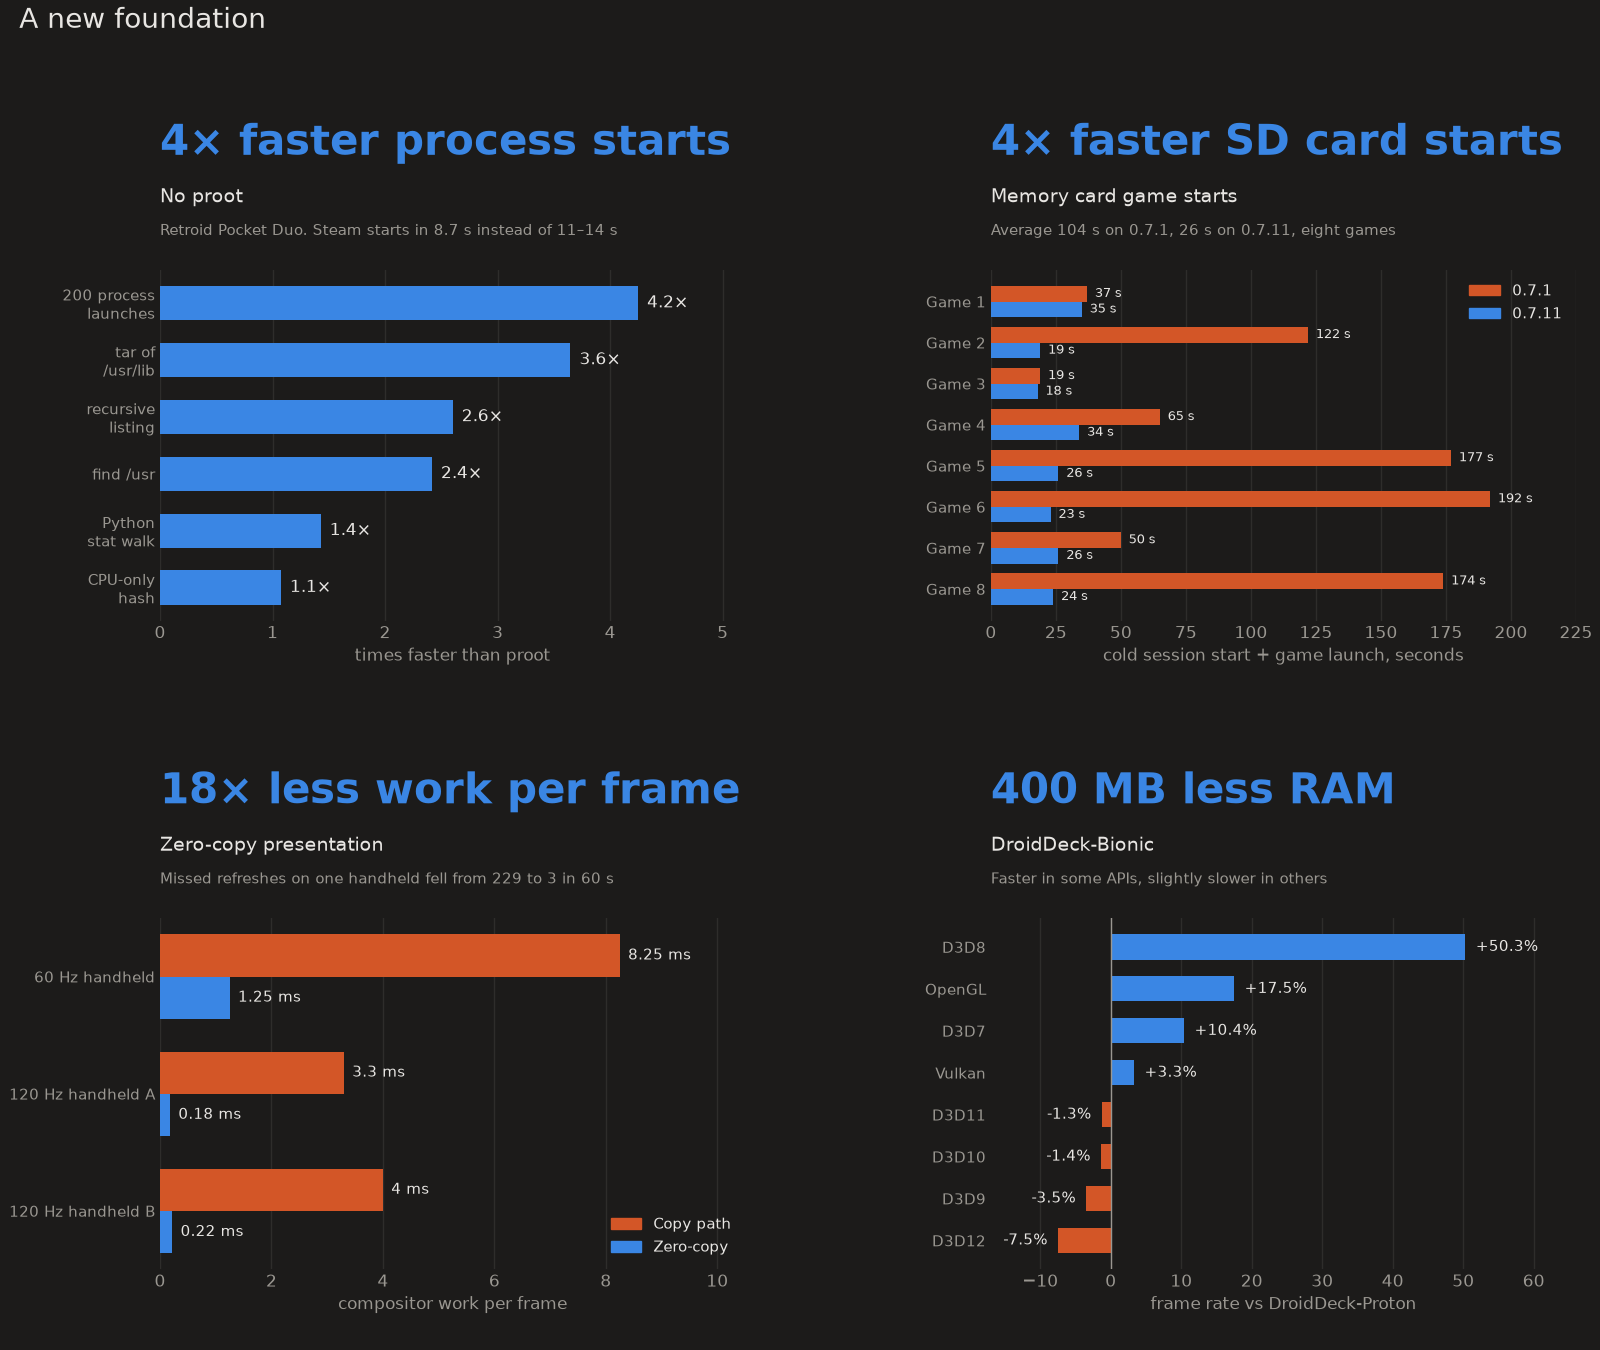 A new foundation
4× faster process starts
No proot
Retroid Pocket Duo. Steam starts in 8.7 s instead of 11–14 s
200 process
launches
4.2×
tar of
/usr/lib
3.6×
recursive
listing
2.6×
find /usr
2.4×
Python
stat walk
1.4×
CPU-only
hash
1.1×
0 1 2 3 4 5
times faster than proot
4× faster SD card starts
Memory card game starts
Average 104 s on 0.7.1, 26 s on 0.7.11, eight games
0.7.1
0.7.11
Game 1
37 s
35 s
Game 2
122 s
19 s
Game 3
19 s
18 s
Game 4
65 s
34 s
Game 5
177 s
26 s
Game 6
192 s
23 s
Game 7
50 s
26 s
Game 8
174 s
24 s
0 25 50 75 100 125 150 175 200 225
cold session start + game launch, seconds
18× less work per frame
Zero-copy presentation
Missed refreshes on one handheld fell from 229 to 3 in 60 s
60 Hz handheld
8.25 ms
1.25 ms
120 Hz handheld A
3.3 ms
0.18 ms
120 Hz handheld B
4 ms
0.22 ms
Copy path
Zero-copy
0 2 4 6 8 10
compositor work per frame
400 MB less RAM
DroidDeck-Bionic
Faster in some APIs, slightly slower in others
D3D8 +50.3%
OpenGL +17.5%
D3D7 +10.4%
Vulkan +3.3%
D3D11 -1.3%
D3D10 -1.4%
D3D9 -3.5%
D3D12 -7.5%
−10 0 10 20 30 40 50 60
frame rate vs DroidDeck-Proton